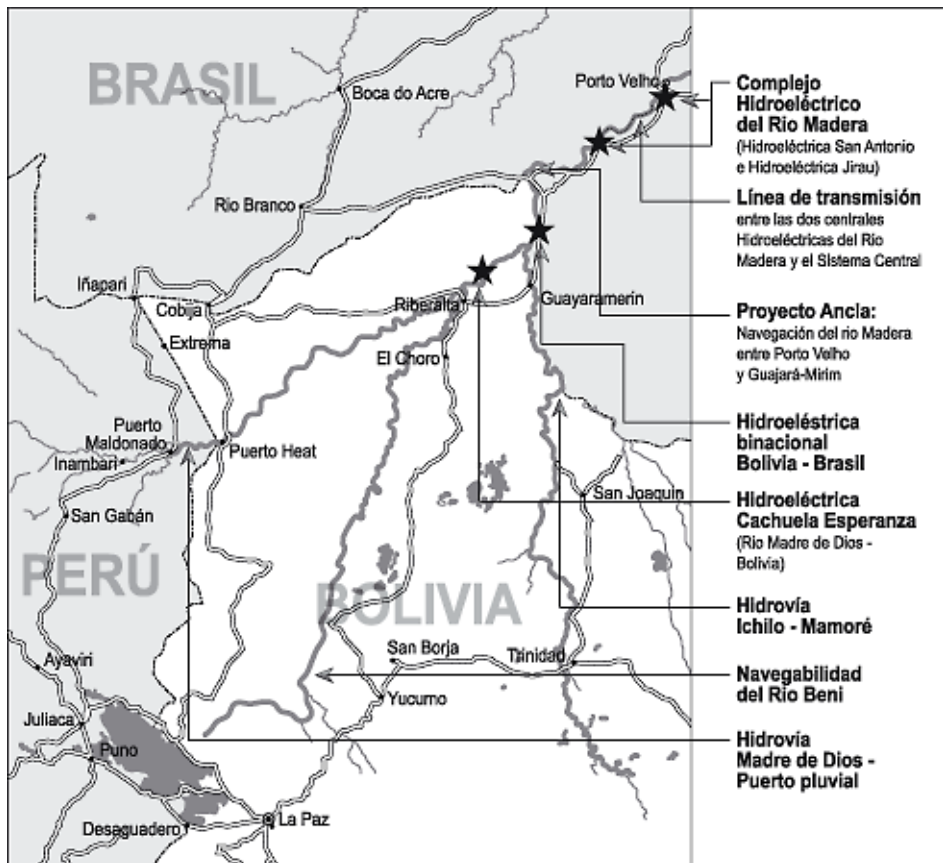 BRASIL
Boca do Acre
Porto Velho
Rio Branco
Iñapari
Cobija
Extrema
Riberalta
Guayaramerín
El Choro
Puerto
Maldonado
Inambari
Puerto Heat
San Gabán
San Joaquin
PERÚ
BOLIVIA
Ayaviri
San Borja
Trinidad
Yucumo
Juliaca
Puno
Desaguadero
La Paz
Complejo
Hidroeléctrico
del Rio Madera
(Hidroeléctrica San Antonio
e Hidroeléctrica Jirau)
Línea de transmisión
entre las dos centrales
Hidroeléctricas del Río
Madera y el Sistema Central
Proyecto Ancla:
Navegación del rio Madera
entre Porto Velho
y Guajará-Mirim
Hidroeléstrica
binacional
Bolivia - Brasil
Hidroeléctrica
Cachuela Esperanza
(Rio Madre de Dios -
Bolivia)
Hidrovía
Ichilo - Mamoré
Navegabilidad
del Rio Beni
Hidrovía
Madre de Dios -
Puerto pluvial